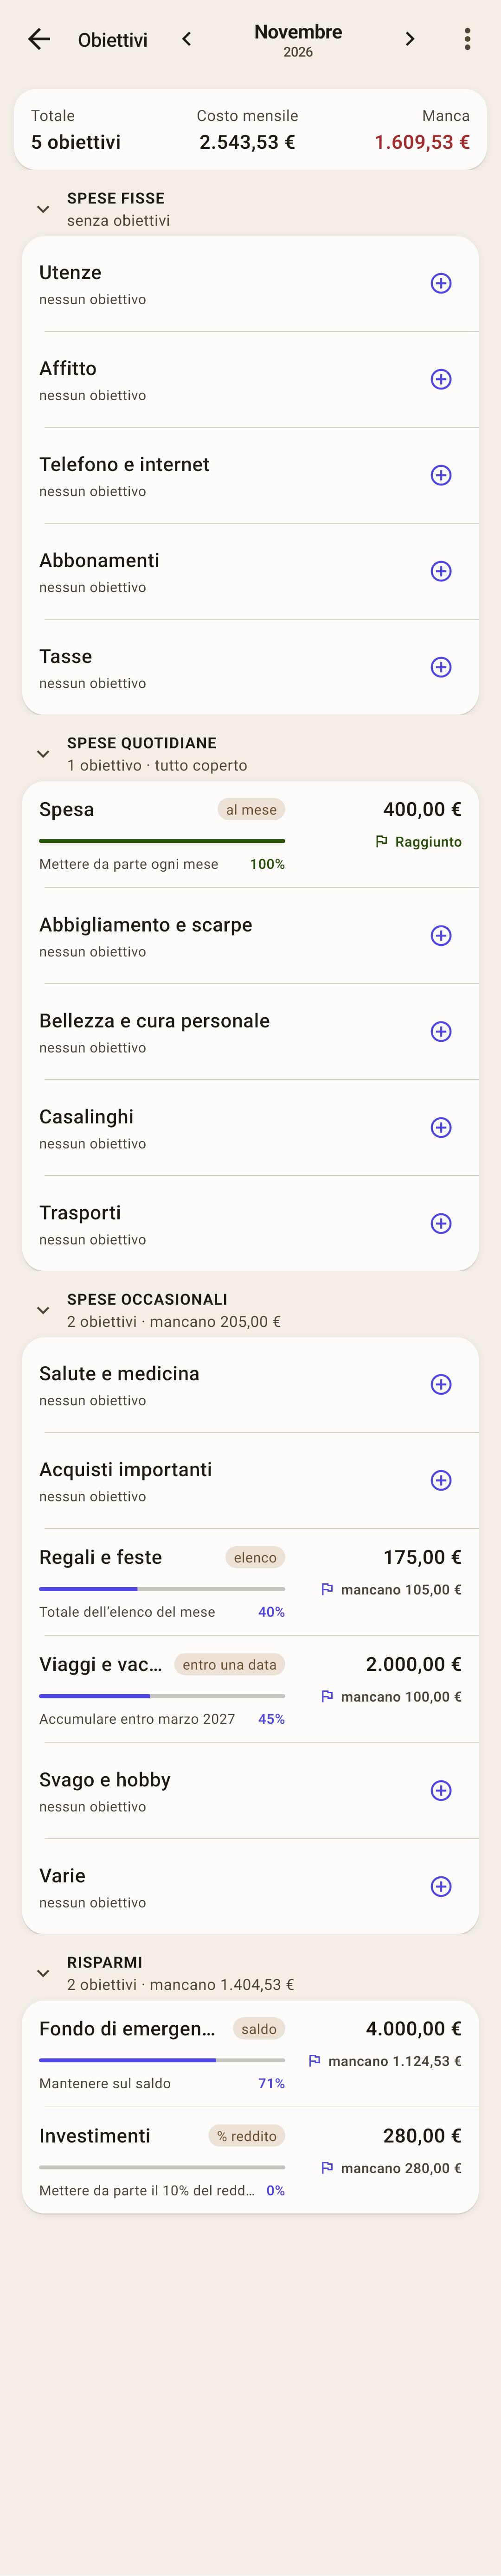 Obiettivi
Novembre
2026
Totale
Costo mensile
Manca
5 obiettivi
2.543,53 €
1.609,53 €
SPESE FISSE
senza obiettivi
Utenze
nessun obiettivo
Affitto
nessun obiettivo
Telefono e internet
nessun obiettivo
Abbonamenti
nessun obiettivo
Tasse
nessun obiettivo
SPESE QUOTIDIANE
1 obiettivo · tutto coperto
Spesa
al mese
400,00 €
Raggiunto
Mettere da parte ogni mese
100%
Abbigliamento e scarpe
nessun obiettivo
Bellezza e cura personale
nessun obiettivo
Casalinghi
nessun obiettivo
Trasporti
nessun obiettivo
SPESE OCCASIONALI
2 obiettivi · mancano 205,00 €
Salute e medicina
nessun obiettivo
Acquisti importanti
nessun obiettivo
Regali e feste
elenco
175,00 €
mancano 105,00 €
Totale dell'elenco del mese
40%
Viaggi e vac…
entro una data
2.000,00 €
mancano 100,00 €
Accumulare entro marzo 2027
45%
Svago e hobby
nessun obiettivo
Varie
nessun obiettivo
RISPARMI
2 obiettivi · mancano 1.404,53 €
Fondo di emergen…
saldo
4.000,00 €
mancano 1.124,53 €
Mantenere sul saldo
71%
Investimenti
% reddito
280,00 €
mancano 280,00 €
Mettere da parte il 10% del redd…
0%